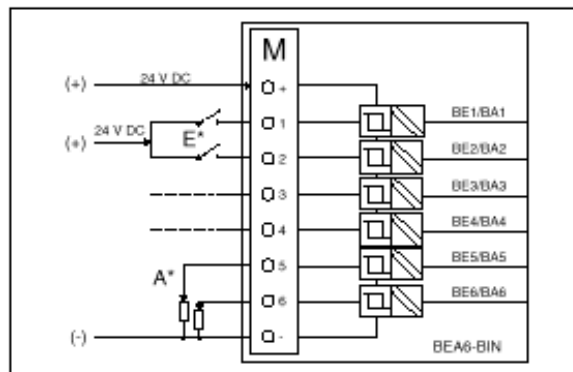 M
(+) 24 V DC +
1 BE1/BA1
(+) 24 V DC E*
2 BE2/BA2
3 BE3/BA3
4 BE4/BA4
A* 5 BE5/BA5
6 BE6/BA6
(-) -
BEA6-BIN